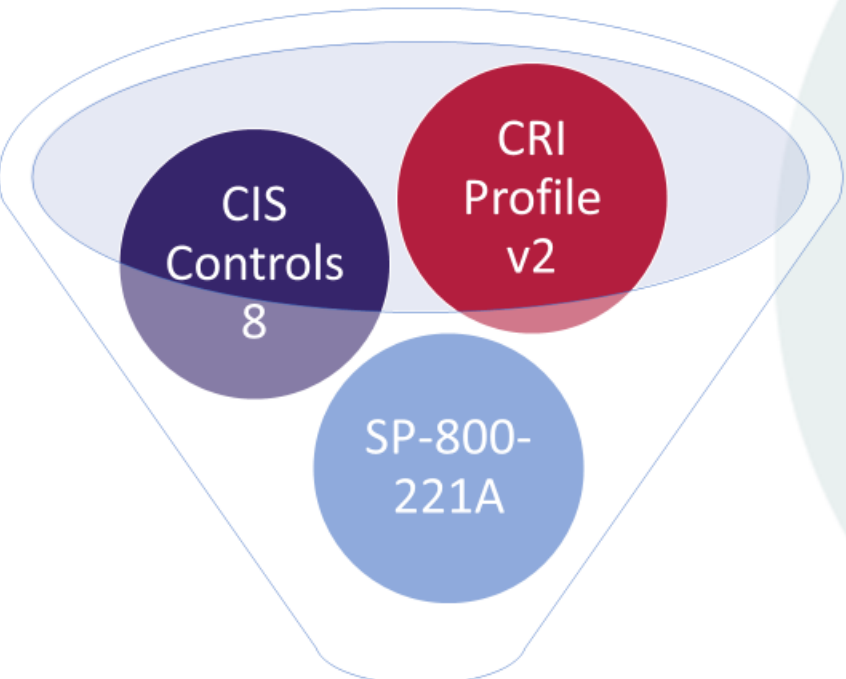 CIS
Controls
8
CRI
Profile
v2
SP-800-
221A